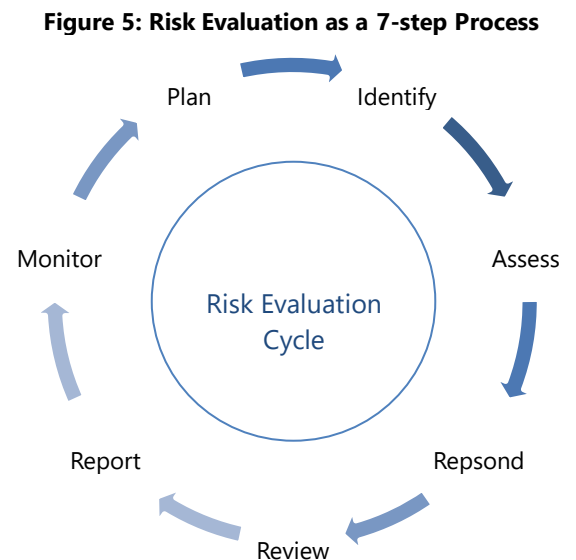 Figure 5: Risk Evaluation as a 7-step Process
Plan
Identify
Assess
Repsond
Review
Report
Monitor
Risk Evaluation
Cycle